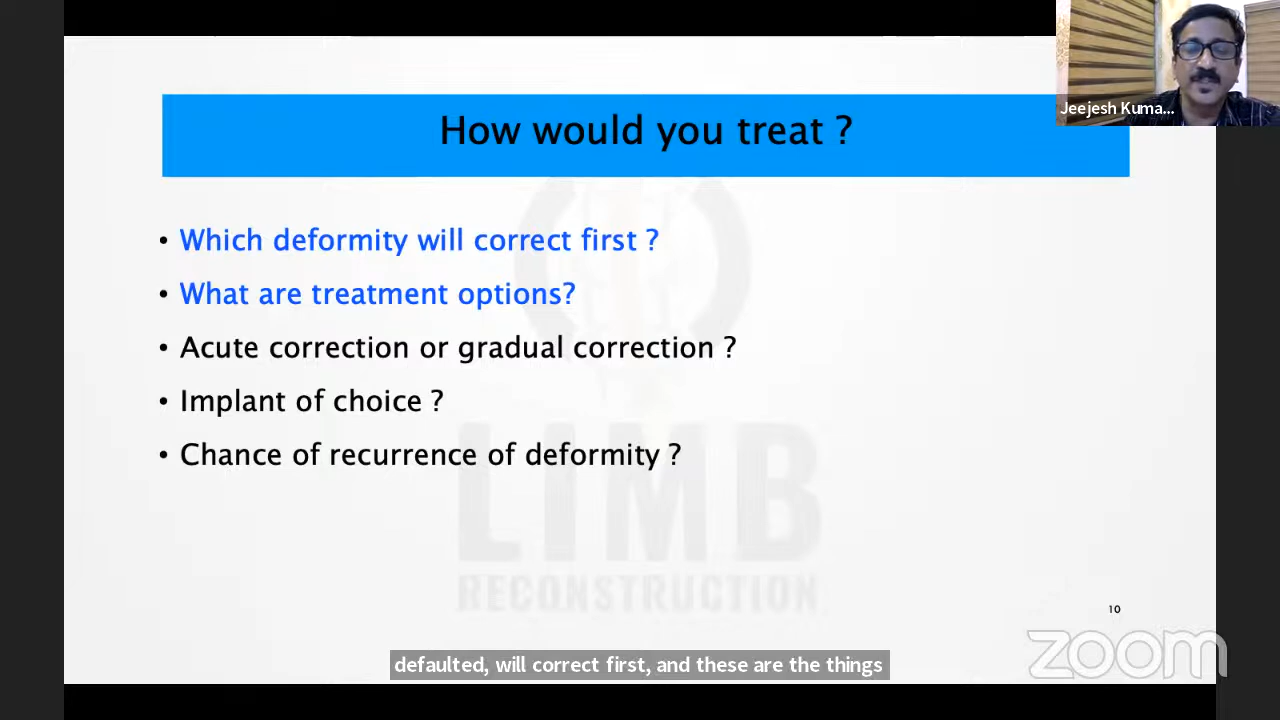 How would you treat ?
Jeejesh Kuma...
• Which deformity will correct first ?
• What are treatment options?
• Acute correction or gradual correction ?
• Implant of choice ?
• Chance of recurrence of deformity ?
LIMB
RECONSTRUCTION
10
zoom
defaulted, will correct first, and these are the things